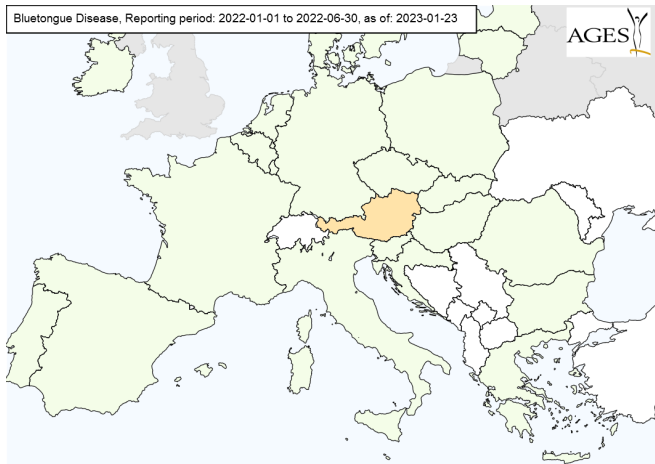 Bluetongue Disease, Reporting period: 2022-01-01 to 2022-06-30, as of: 2023-01-23
AGES